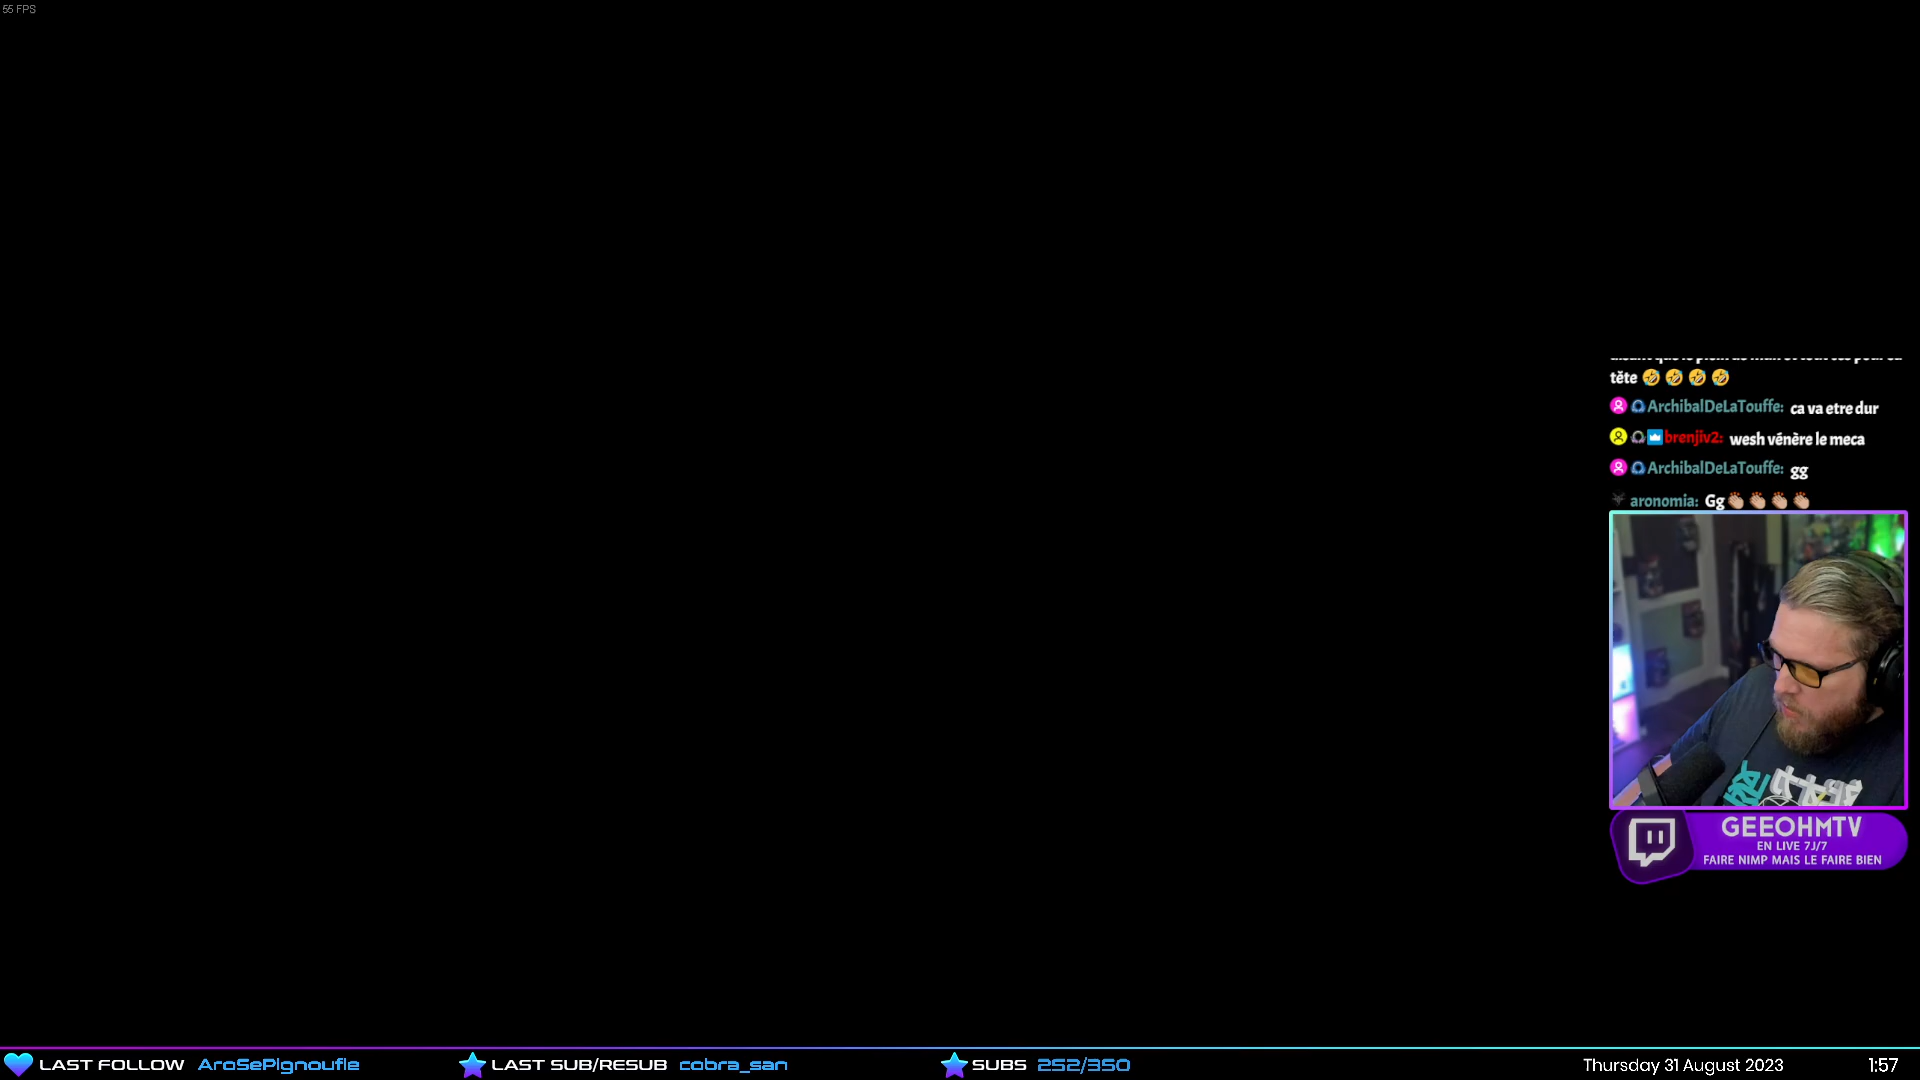 55 FPS
tête 🤣 🤣 🤣 🤣
ArchibalDeLaTouffe: ca va etre dur
brenjiv2: wesh vénère le meca
ArchibalDeLaTouffe: gg
aronomia: Gg👏🏼 👏🏼 👏🏼 👏🏼
GEEOHMTV
EN LIVE 7J/7
FAIRE NIMP MAIS LE FAIRE BIEN
LAST FOLLOW AraSePignoufle
LAST SUB/RESUB cobra_san
SUBS 252/350
Thursday 31 August 2023 1:57